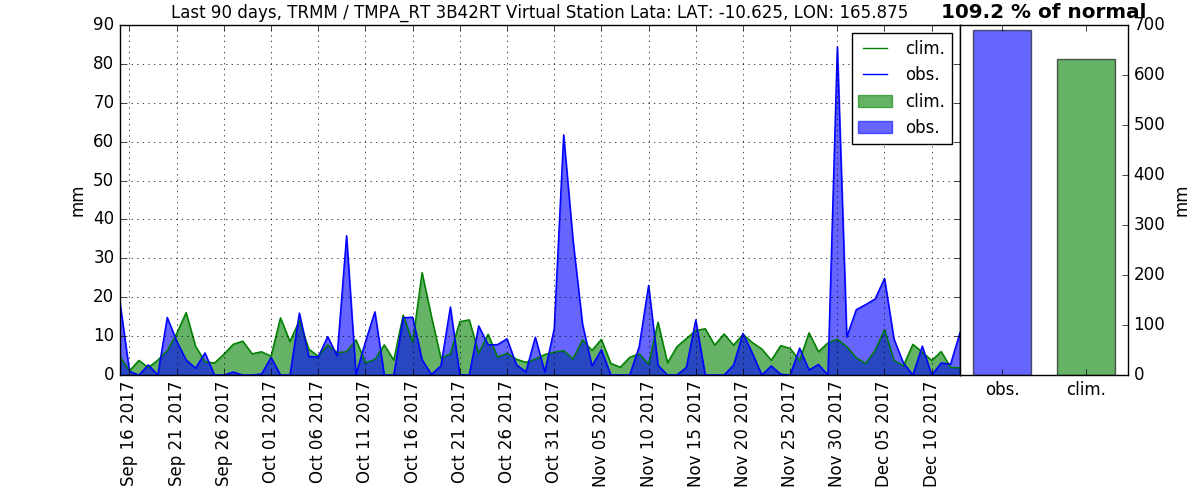 Last 90 days, TRMM / TMPA_RT 3B42RT Virtual Station Lata: LAT: -10.625, LON: 165.875
109.2 % of normal
90
80
70
60
50
40
30
20
10
0
mm
clim.
obs.
clim.
obs.
700
600
500
400
300
200
100
0
mm
obs.
clim.
Sep 16 2017
Sep 21 2017
Sep 26 2017
Oct 01 2017
Oct 06 2017
Oct 11 2017
Oct 16 2017
Oct 21 2017
Oct 26 2017
Oct 31 2017
Nov 05 2017
Nov 10 2017
Nov 15 2017
Nov 20 2017
Nov 25 2017
Nov 30 2017
Dec 05 2017
Dec 10 2017